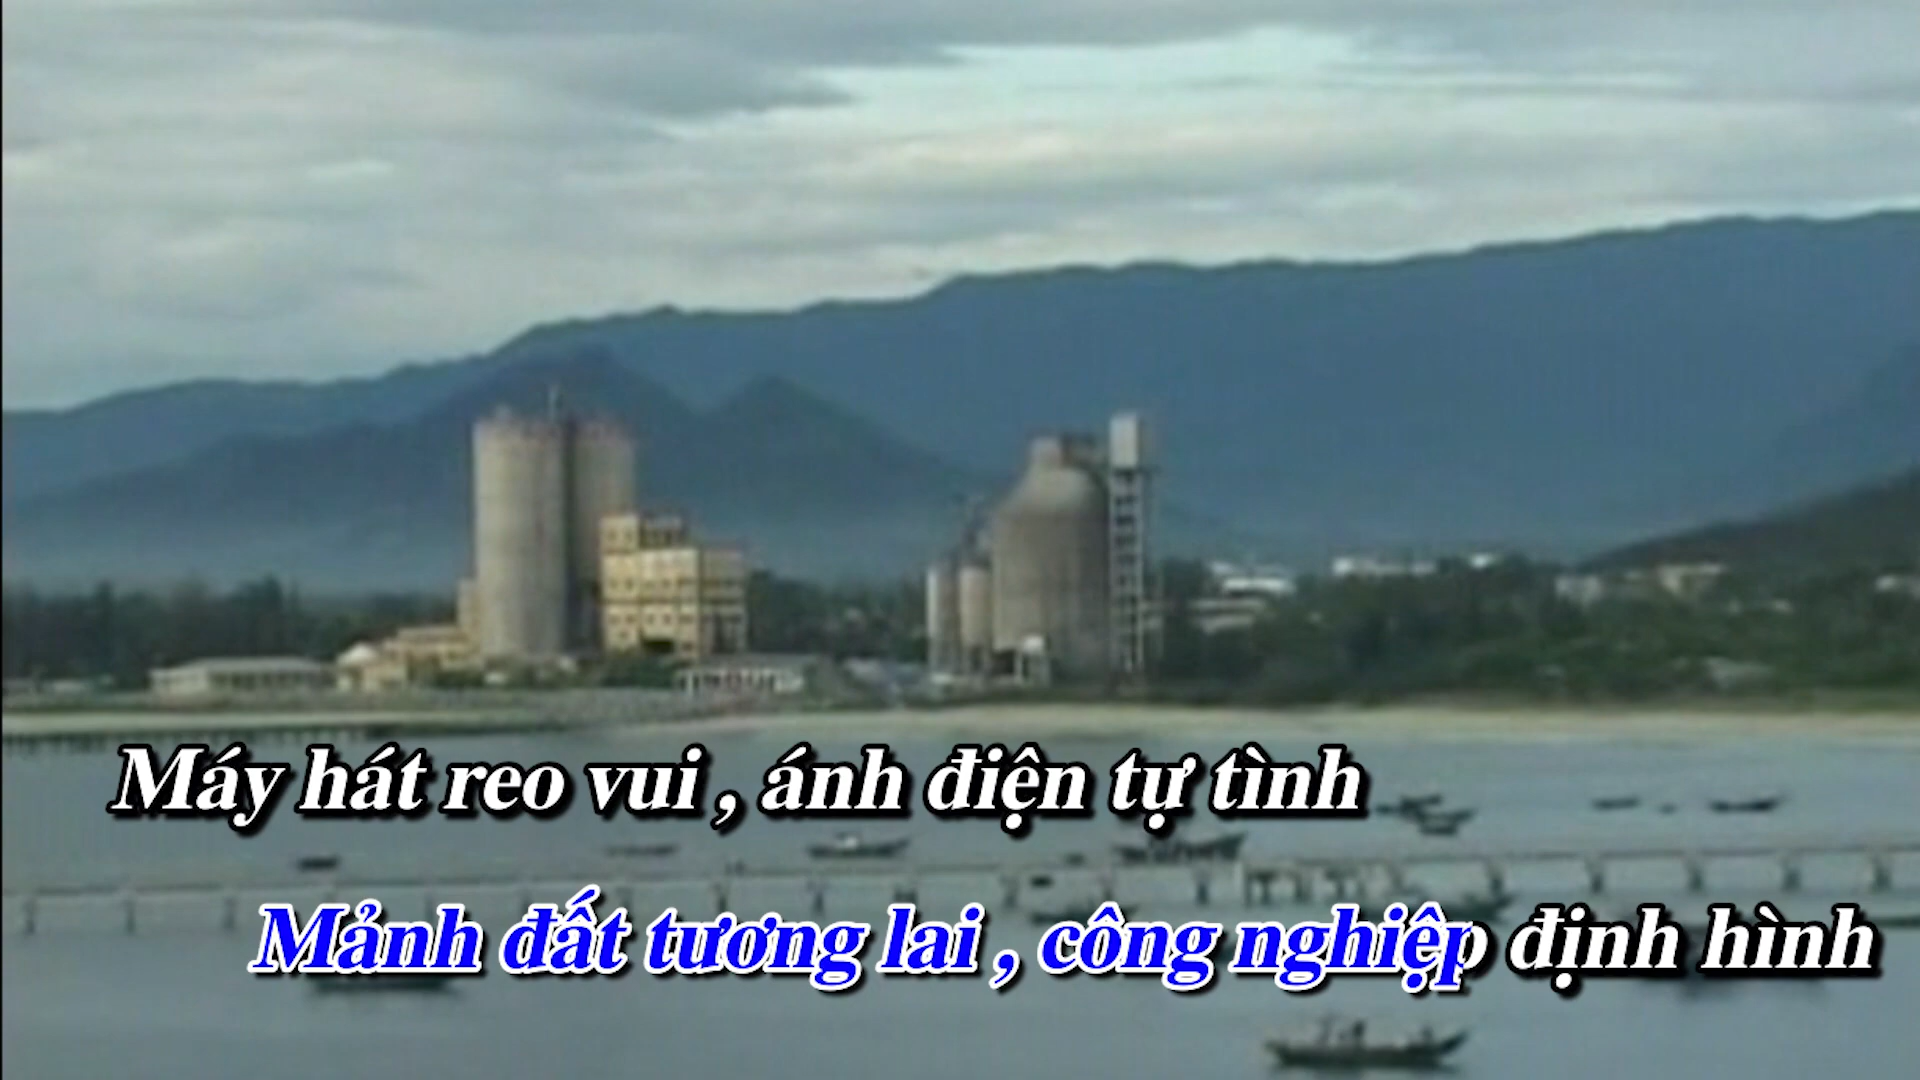 Máy hát reo vui , ánh điện tự tình
Mảnh đất tương lai , công nghiệp định hình